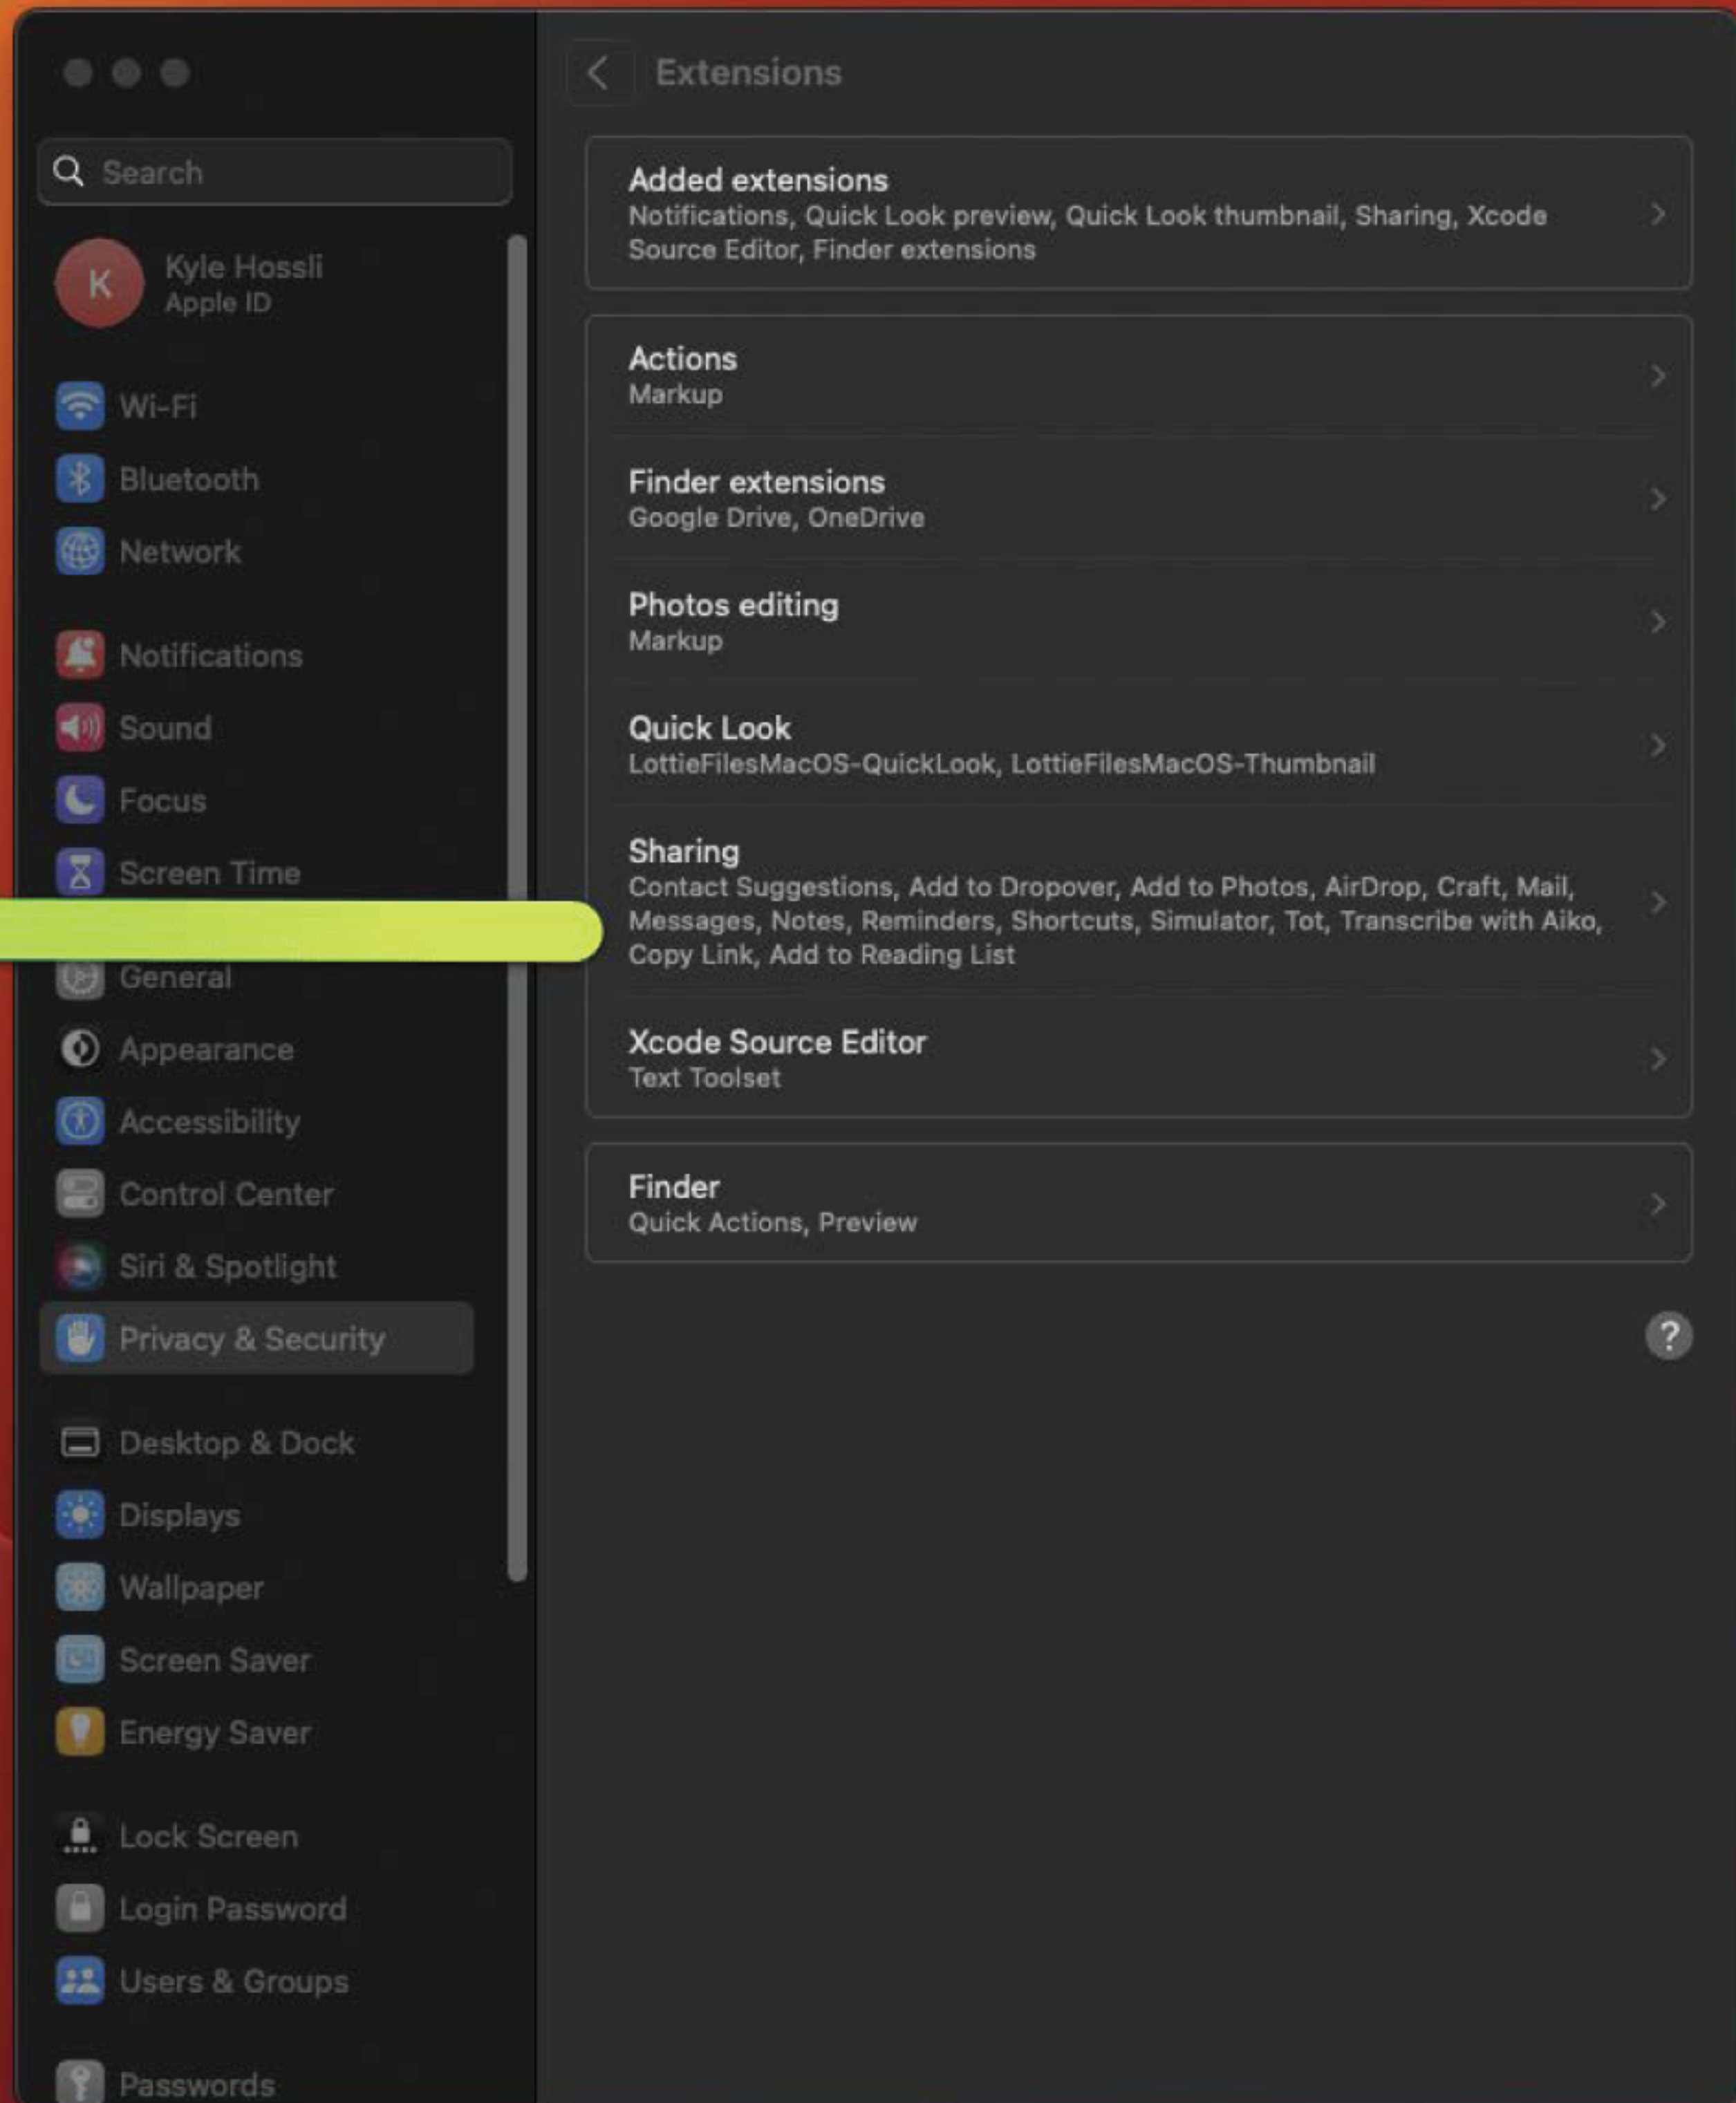 Search
Kyle Hossli
Apple ID
Wi-Fi
Bluetooth
Network
Notifications
Sound
Focus
Screen Time
General
Appearance
Accessibility
Control Center
Siri & Spotlight
Privacy & Security
Desktop & Dock
Displays
Wallpaper
Screen Saver
Energy Saver
Lock Screen
Login Password
Users & Groups
Passwords
Extensions
Added extensions
Notifications, Quick Look preview, Quick Look thumbnail, Sharing, Xcode
Source Editor, Finder extensions
Actions
Markup
Finder extensions
Google Drive, OneDrive
Photos editing
Markup
Quick Look
LottieFilesMacOS-QuickLook, LottieFilesMacOS-Thumbnail
Sharing
Contact Suggestions, Add to Dropover, Add to Photos, AirDrop, Craft, Mail,
Messages, Notes, Reminders, Shortcuts, Simulator, Tot, Transcribe with Aiko,
Copy Link, Add to Reading List
Xcode Source Editor
Text Toolset
Finder
Quick Actions, Preview
?
K